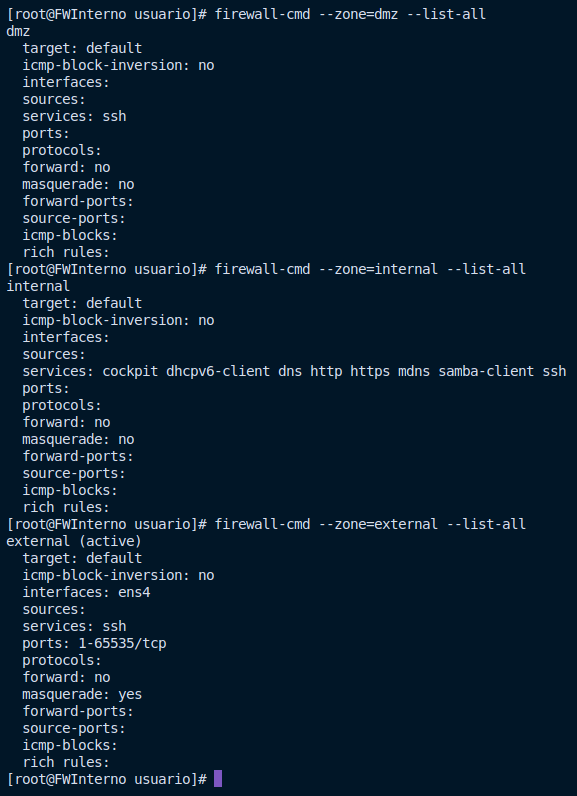 [root@FWInterno usuario]# firewall-cmd --zone=dmz --list-all
dmz
  target: default
  icmp-block-inversion: no
  interfaces:
  sources:
  services: ssh
  ports:
  protocols:
  forward: no
  masquerade: no
  forward-ports:
  source-ports:
  icmp-blocks:
  rich rules:
[root@FWInterno usuario]# firewall-cmd --zone=internal --list-all
internal
  target: default
  icmp-block-inversion: no
  interfaces:
  sources:
  services: cockpit dhcpv6-client dns http https mdns samba-client ssh
  ports:
  protocols:
  forward: no
  masquerade: no
  forward-ports:
  source-ports:
  icmp-blocks:
  rich rules:
[root@FWInterno usuario]# firewall-cmd --zone=external --list-all
external (active)
  target: default
  icmp-block-inversion: no
  interfaces: ens4
  sources:
  services: ssh
  ports: 1-65535/tcp
  protocols:
  forward: no
  masquerade: yes
  forward-ports:
  source-ports:
  icmp-blocks:
  rich rules:
[root@FWInterno usuario]#